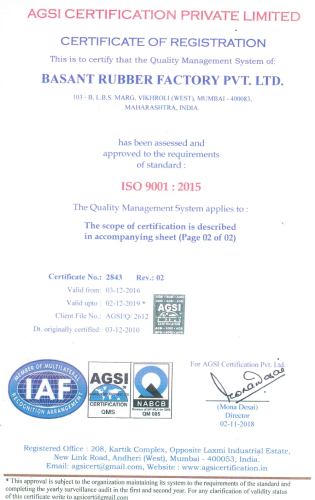 AGSI CERTIFICATION PRIVATE LIMITED
CERTIFICATE OF REGISTRATION
This is to certify that the Quality Management System of:
BASANT RUBBER FACTORY PVT. LTD.
103 - B, L.B.S. MARG, VIKHROLI (WEST), MUMBAI - 400083,
MAHARASHTRA, INDIA.
has been assessed and
approved to the requirements
of standard :
ISO 9001 : 2015
The Quality Management System applies to :
The scope of certification is described
in accompanying sheet (Page 02 of 02)
Certificate No.: 2843 Rev.: 02
Valid from: 03-12-2016
Valid upto : 02-12-2019 *
Client File No.: AGSI/Q/2612
Dt. originally certified: 03-12-2010
MEMBER OF MULTILATERAL
IAF
RECOGNITION ARRANGEMENT
AGSI
CERTIFICATION
QMS
NABCB
QM 005
For AGSI Certification Pvt. Ltd.
(Mona Desai)
Director
02-11-2018
Registered Office : 208, Kartik Complex, Opposite Laxmi Industrial Estate,
New Link Road, Andheri (West), Mumbai - 400053, India.
Email: agsicert@gmail.com, Website : www.agsicertification.in
* This approval is subject to the organization maintaining its system to the requirements of the standard and
completing the yearly surveillance audit in the first and second year. For any clarification of validity status
of this certificate write to agsicert@gmail.com